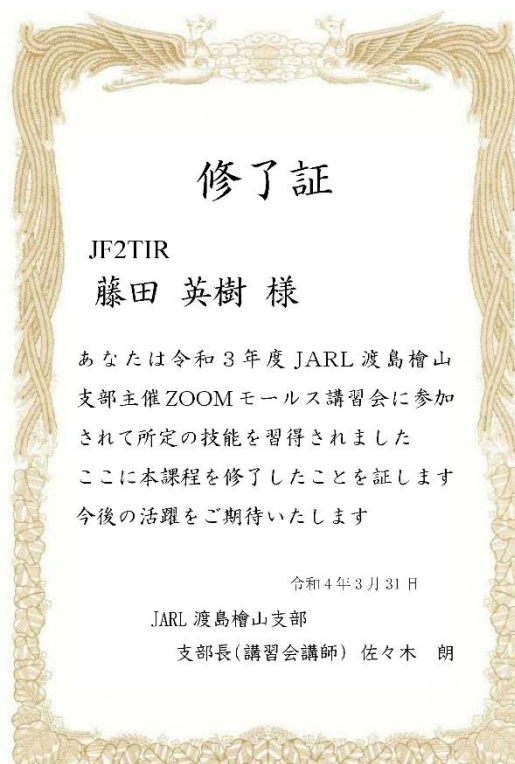 修了証
JF2TIR
藤田 英樹 様
あなたは令和3年度 JARL 渡島檜山
支部主催 ZOOM モールス講習会に参加
されて所定の技能を習得されました
ここに本課程を修了したことを証します
今後の活躍をご期待いたします
令和4年3月31日
JARL 渡島檜山支部
支部長(講習会講師) 佐々木 朗